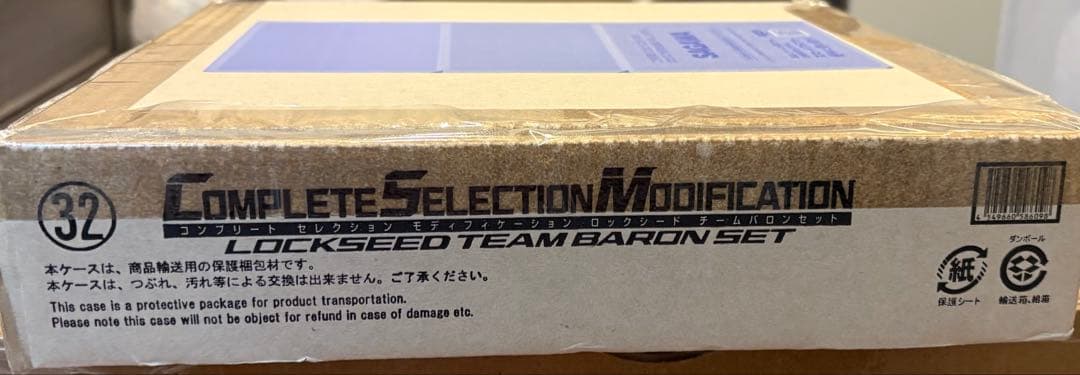 32
COMPLETE SELECTION MODIFICATION
コンプリート セレクション モディフィケーション ロックシード チームバロンセット
LOCKSEED TEAM BARON SET
本ケースは、商品輸送用の保護梱包材です。
本ケースは、つぶれ、汚れ等による交換は出来ません。ご了承ください。
This case is a protective package for product transportation.
Please note this case will not be object for refund in case of damage etc.
4 549660 586098
紙
保護シート
ダンボール
輸送箱、組箱